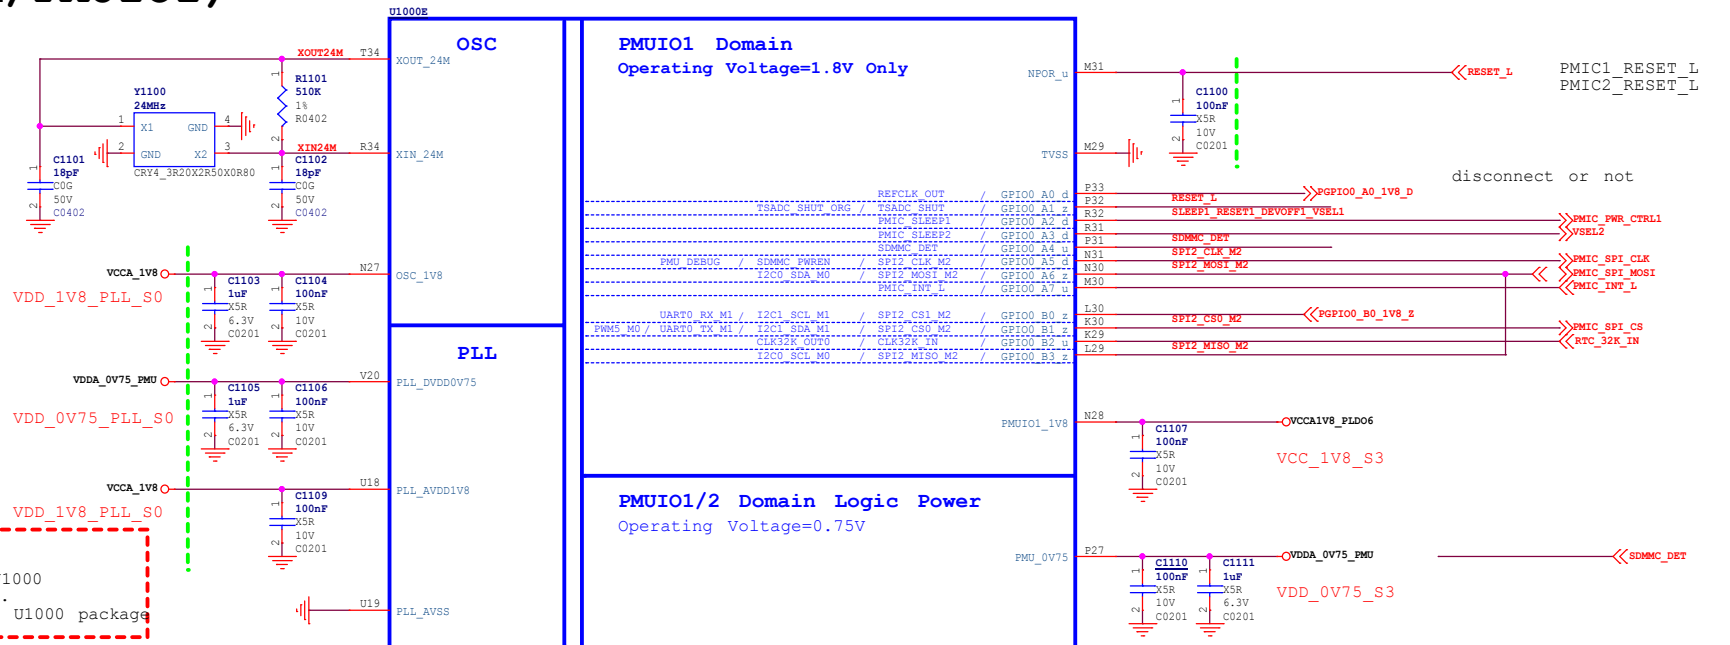 U1000E
OSC
XOUT24M
T34
XOUT_24M
R1101
510K
1%
R0402
Y1100
24MHz
1
X1
GND
4
2
GND
X2
3
CRY4_3R20X2R50X0R80
XIN24M
R34
XIN_24M
C1101
18pF
C0G
50V
C0402
C1102
18pF
C0G
50V
C0402
VCCA_1V8
N27
OSC_1V8
VDD_1V8_PLL_S0
C1103
1uF
X5R
6.3V
C0201
C1104
100nF
X5R
10V
C0201
PLL
VDDA_0V75_PMU
V20
PLL_DVDD0V75
VDD_0V75_PLL_S0
C1105
1uF
X5R
6.3V
C0201
C1106
100nF
X5R
10V
C0201
VCCA_1V8
U18
PLL_AVDD1V8
VDD_1V8_PLL_S0
C1109
100nF
X5R
10V
C0201
U19
PLL_AVSS
U1000 package
PMUIO1 Domain
Operating Voltage=1.8V Only
NPOR_u
M31
RESET_L
PMIC1_RESET_L
PMIC2_RESET_L
C1100
100nF
X5R
10V
C0201
TVSS
M29
disconnect or not
REFCLK_OUT / GPIO0_A0_d
P33
PGPIO0_A0_1V8_D
TSADC_SHUT_ORG / TSADC_SHUT / GPIO0_A1_z
P32
RESET_L
PMIC_SLEEP1 / GPIO0_A2_d
R32
SLEEP1_RESET1_DEVOFF1_VSEL1
PMIC_PWR_CTRL1
PMIC_SLEEP2 / GPIO0_A3_d
R31
VSEL2
SDMMC_DET / GPIO0_A4_u
P31
SDMMC_DET
PMU_DEBUG / SDMMC_PWREN / SPI2_CLK_M2 / GPIO0_A5_d
N31
SPI2_CLK_M2
PMIC_SPI_CLK
I2C0_SDA_M0 / SPI2_MOSI_M2 / GPIO0_A6_z
N30
SPI2_MOSI_M2
PMIC_SPI_MOSI
PMIC_INT_L / GPIO0_A7_u
M30
PMIC_INT_L
UART0_RX_M1 / I2C1_SCL_M1 / SPI2_CS1_M2 / GPIO0_B0_z
L30
PGPIO0_B0_1V8_Z
PWM5_M0 / UART0_TX_M1 / I2C1_SDA_M1 / SPI2_CS0_M2 / GPIO0_B1_z
K30
SPI2_CS0_M2
PMIC_SPI_CS
CLK32K_OUT0 / CLK32K_IN / GPIO0_B2_u
K29
RTC_32K_IN
I2C0_SCL_M0 / SPI2_MISO_M2 / GPIO0_B3_z
L29
SPI2_MISO_M2
PMUIO1_1V8
N28
VCCA1V8_PLDO6
VCC_1V8_S3
C1107
100nF
X5R
10V
C0201
PMUIO1/2 Domain Logic Power
Operating Voltage=0.75V
PMU_0V75
P27
VDDA_0V75_PMU
SDMMC_DET
C1110
100nF
X5R
10V
C0201
C1111
1uF
X5R
6.3V
C0201
VDD_0V75_S3